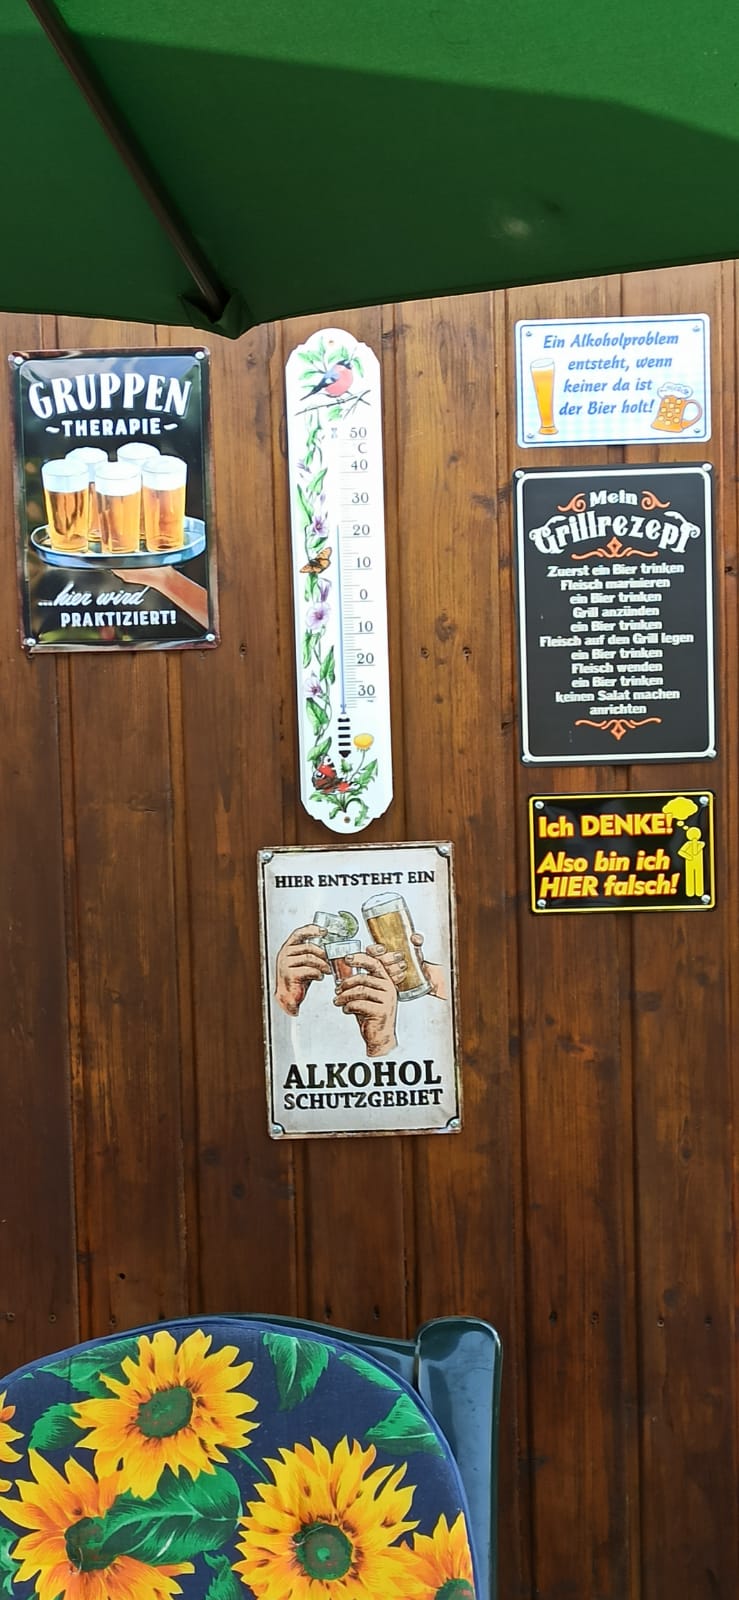 GRUPPEN
~THERAPIE~
...hier wird
PRAKTIZIERT!
50
C
40
30
20
10
0
10
20
30
Ein Alkoholproblem
entsteht, wenn
keiner da ist
der Bier holt!
Mein
Grillrezept
Zuerst ein Bier trinken
Fleisch marinieren
ein Bier trinken
Grill anzünden
ein Bier trinken
Fleisch auf den Grill legen
ein Bier trinken
Fleisch wenden
ein Bier trinken
keinen Salat machen
anrichten
Ich DENKE!
Also bin ich
HIER falsch!
HIER ENTSTEHT EIN
ALKOHOL
SCHUTZGEBIET